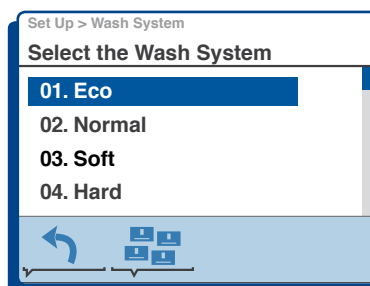 Set Up > Wash System
Select the Wash System
01. Eco
02. Normal
03. Soft
04. Hard